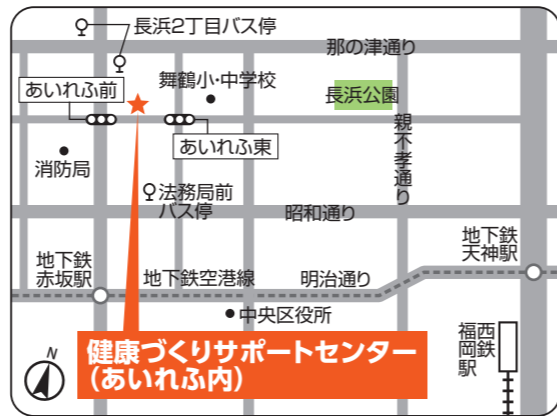 長浜2丁目バス停
那の津通り
舞鶴小・中学校
長浜公園
あいれふ前
あいれふ東
消防局
親不孝通り
法務局前
バス停
昭和通り
地下鉄
天神駅
地下鉄
赤坂駅
地下鉄空港線
明治通り
中央区役所
健康づくりサポートセンター
(あいれふ内)
西鉄
福岡駅
N